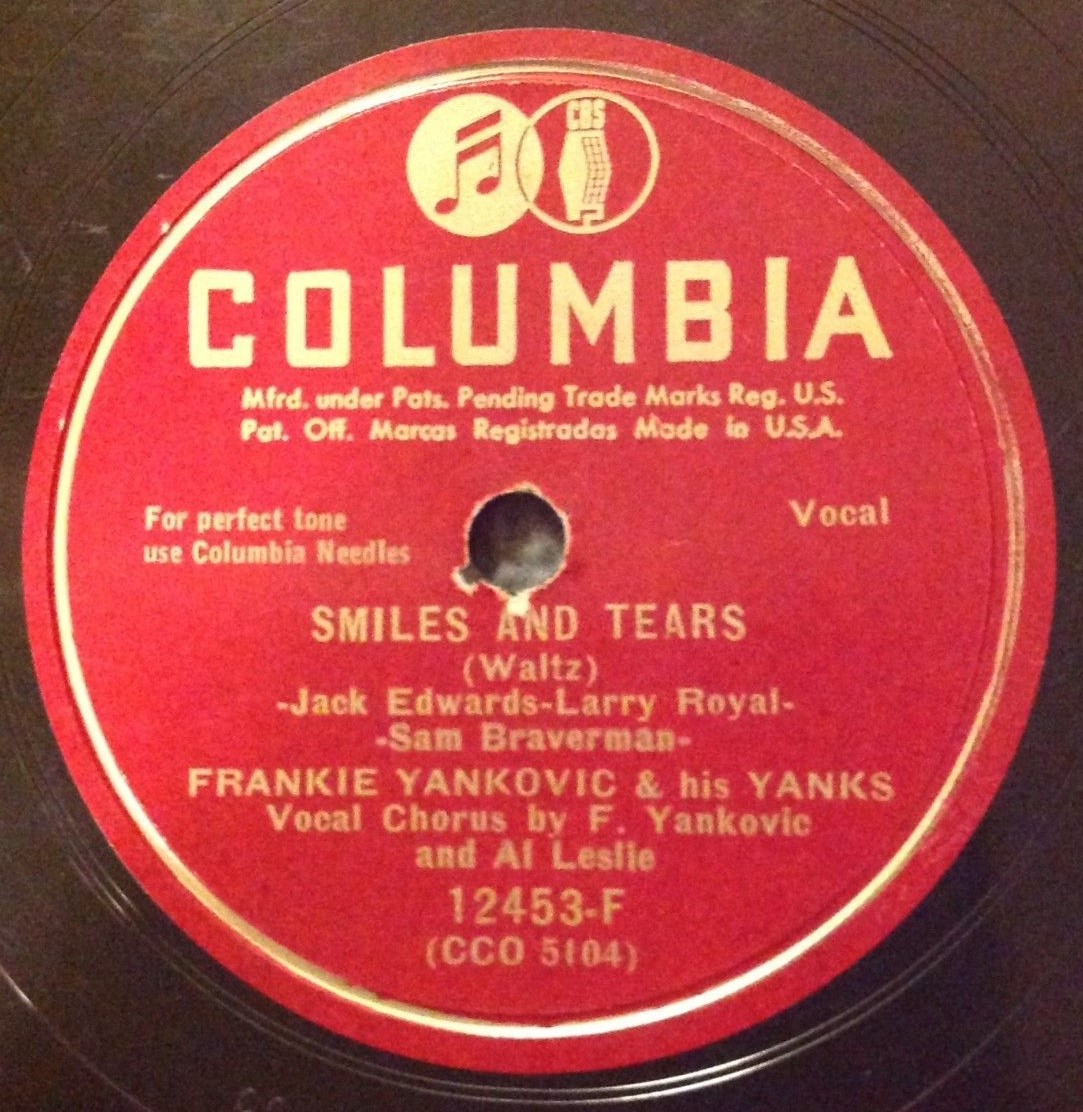 CBS
COLUMBIA
Mfrd. under Pats. Pending Trade Marks Reg. U.S.
Pat. Off. Marcas Registradas Made in U.S.A.
For perfect tone
use Columbia Needles
Vocal
SMILES AND TEARS
(Waltz)
-Jack Edwards-Larry Royal-
-Sam Braverman-
FRANKIE YANKOVIC & his YANKS
Vocal Chorus by F. Yankovic
and Al Leslie
12453-F
(CCO 5104)